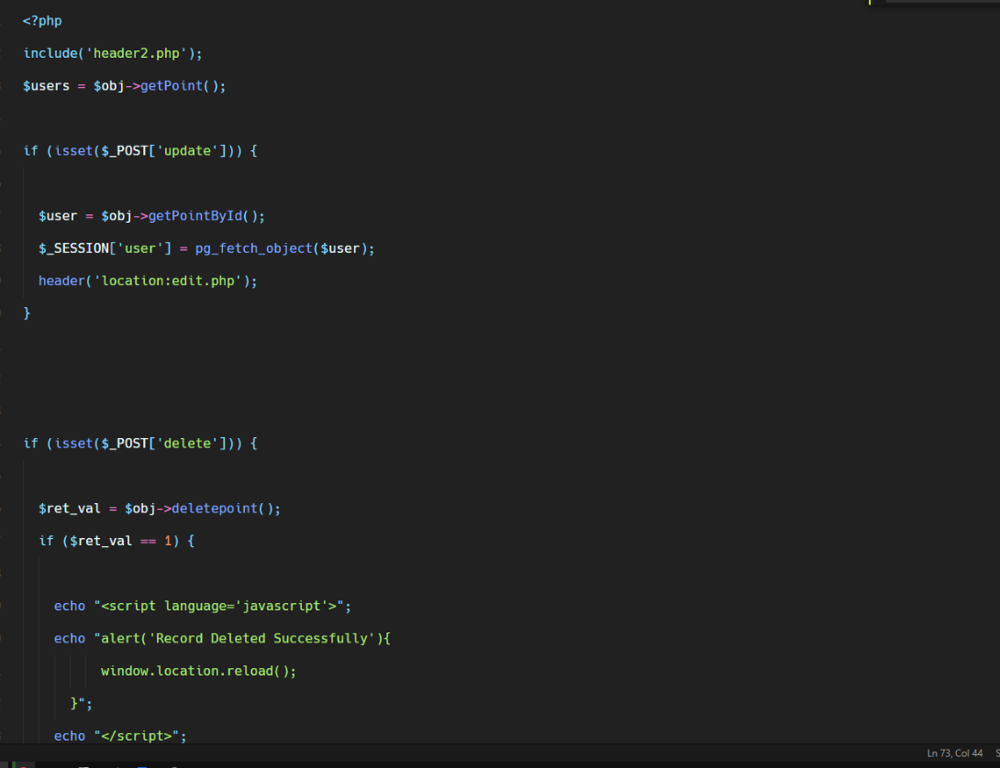 <?php
include('header2.php');
$users = $obj->getPoint();
if (isset($_POST['update'])) {
$user = $obj->getPointById();
$_SESSION['user'] = pg_fetch_object($user);
header('location:edit.php');
}
if (isset($_POST['delete'])) {
$ret_val = $obj->deletepoint();
if ($ret_val == 1) {
echo "<script language='javascript'>";
echo "alert('Record Deleted Successfully'){
window.location.reload();
}";
echo "</script>";
Ln 73, Col 44